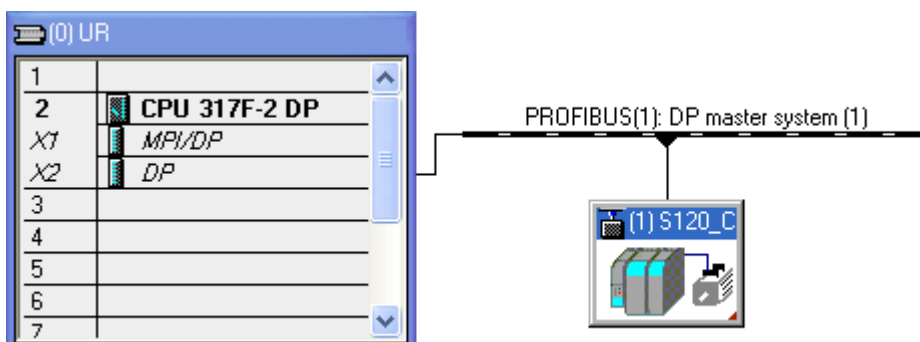 (0) UR
1
2 CPU 317F-2 DP
X1 MPI/DP
X2 DP
3
4
5
6
7
PROFIBUS(1): DP master system (1)
(1) S120_C